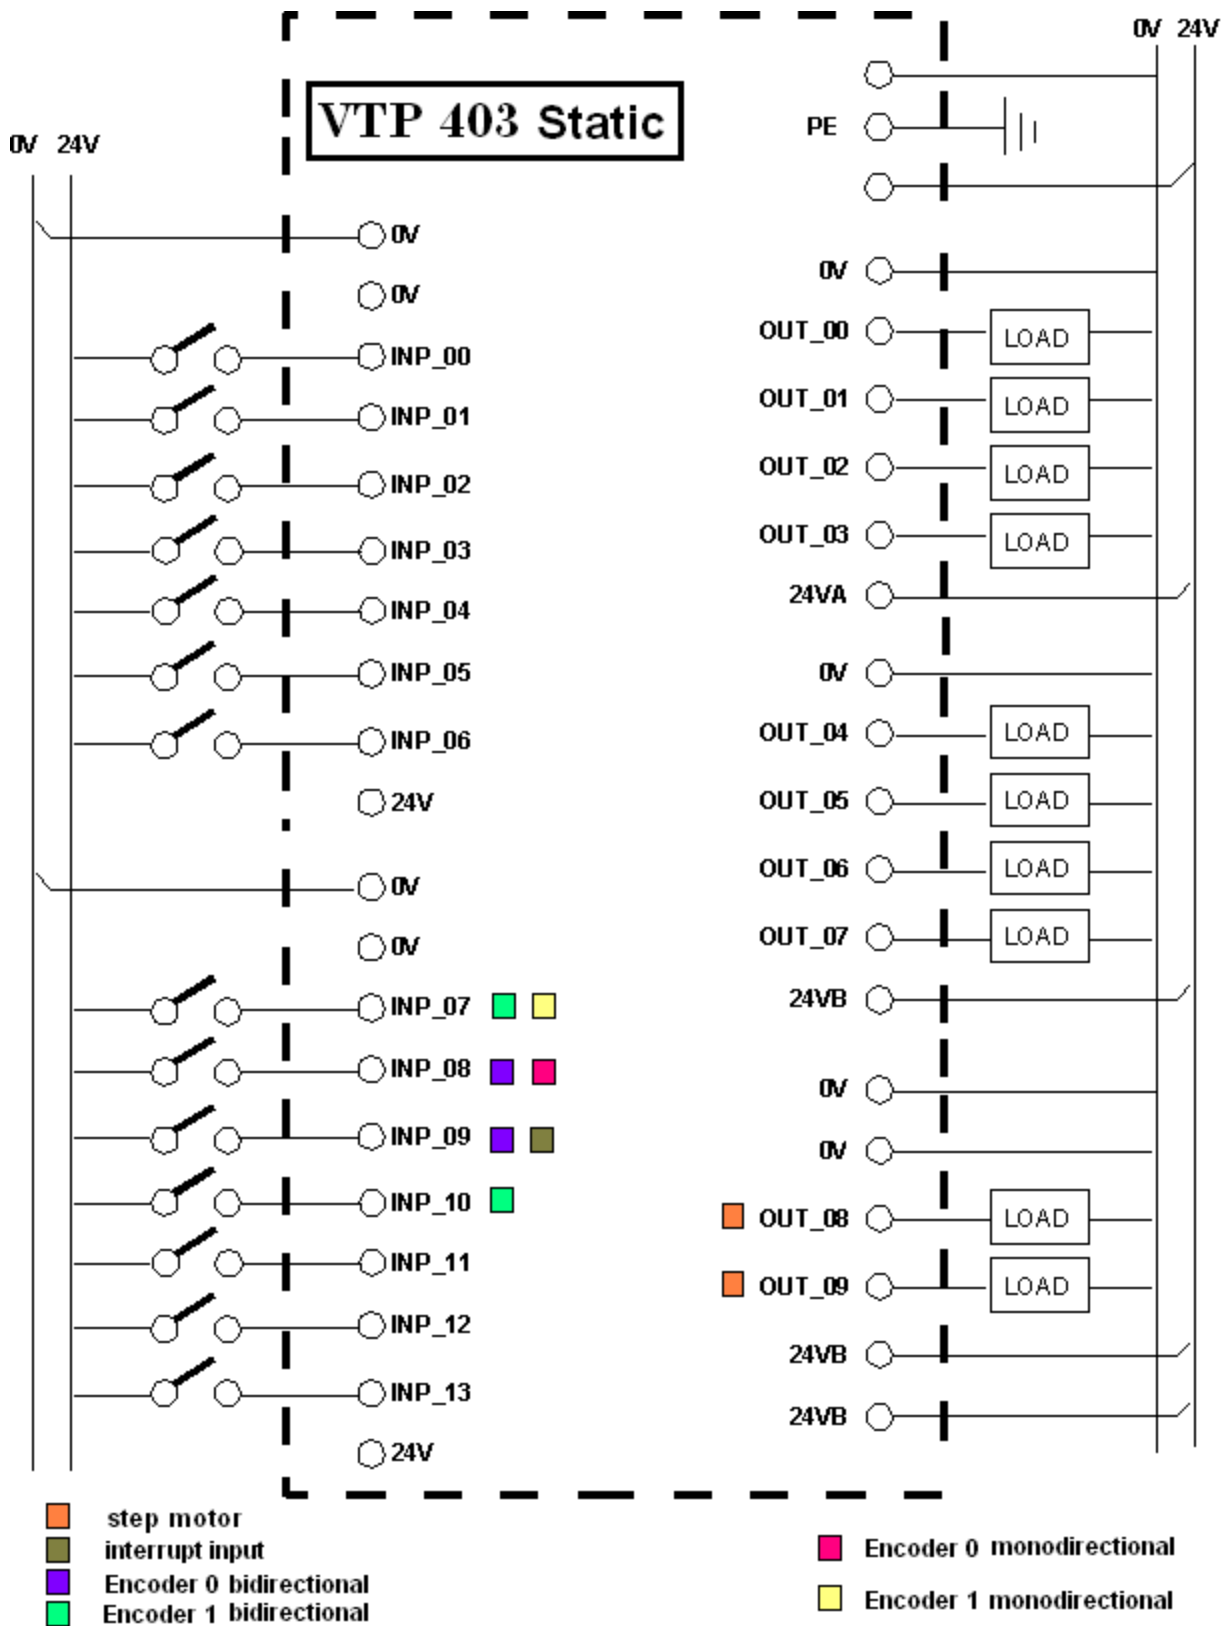 0V 24V
VTP 403 Static
PE
0V 24V
0V
0V
INP_00
INP_01
INP_02
INP_03
INP_04
INP_05
INP_06
24V
0V
0V
INP_07
INP_08
INP_09
INP_10
INP_11
INP_12
INP_13
24V
0V
OUT_00 LOAD
OUT_01 LOAD
OUT_02 LOAD
OUT_03 LOAD
24VA
0V
OUT_04 LOAD
OUT_05 LOAD
OUT_06 LOAD
OUT_07 LOAD
24VB
0V
0V
OUT_08 LOAD
OUT_09 LOAD
24VB
24VB
step motor
interrupt input
Encoder 0 bidirectional
Encoder 1 bidirectional
Encoder 0 monodirectional
Encoder 1 monodirectional